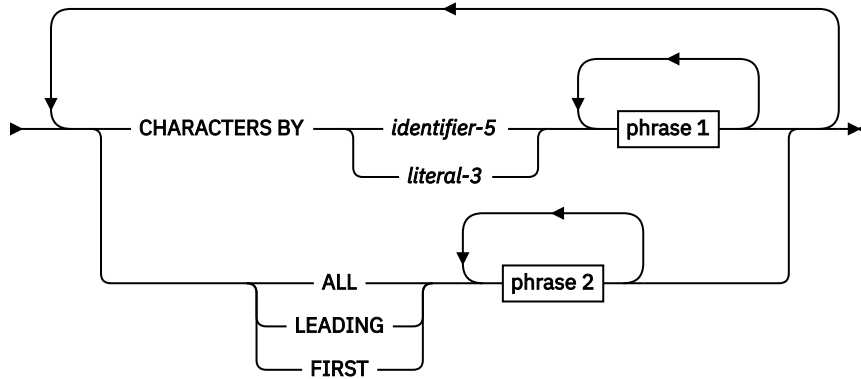 CHARACTERS BY identifier-5 phrase 1
literal-3
ALL phrase 2
LEADING
FIRST